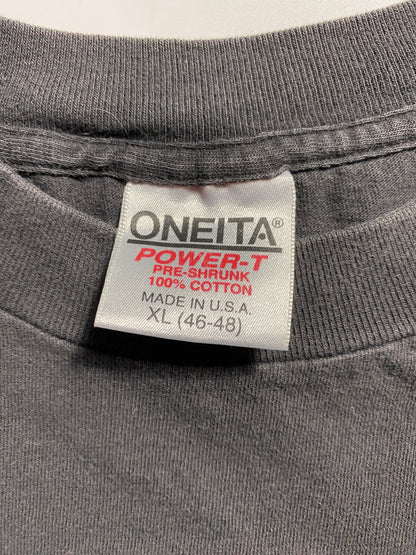 ONEITA®
POWER-T
PRE-SHRUNK
100% COTTON
MADE IN U.S.A.
XL (46-48)